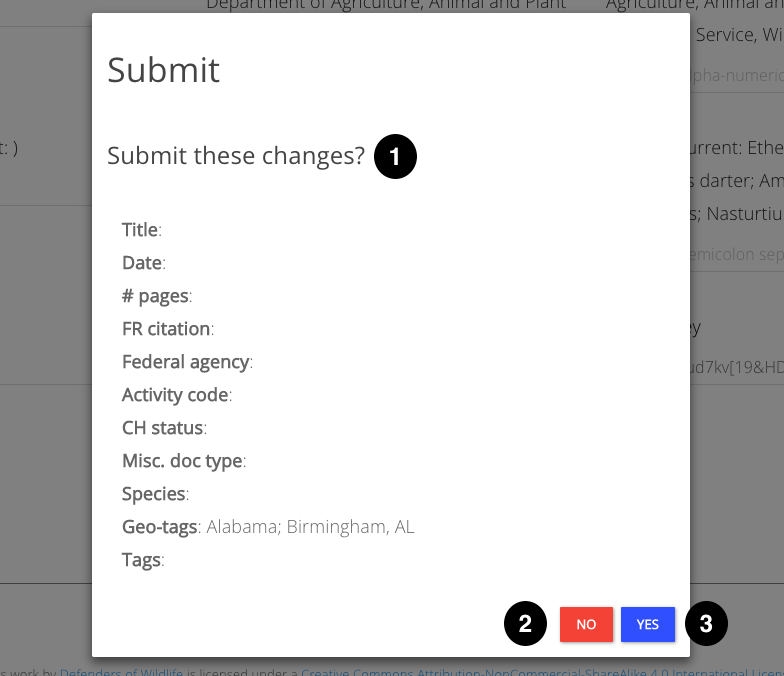 Department of Agriculture, Animal and Plant
Agriculture, Animal an
Service, Wi
lpha-numeric
Submit
Submit these changes? 1
t: )
urrent: Ethe
s darter; Am
s; Nasturtiu
emicolon sep
Title:
Date:
# pages:
FR citation:
ey
Federal agency:
ud7kv[19&HD
Activity code:
CH status:
Misc. doc type:
Species:
Geo-tags: Alabama; Birmingham, AL
Tags:
2 NO YES 3
s work by Defenders of Wildlife is licensed under a Creative Commons Attribution-NonCommercial-ShareAlike 4.0 International Licen